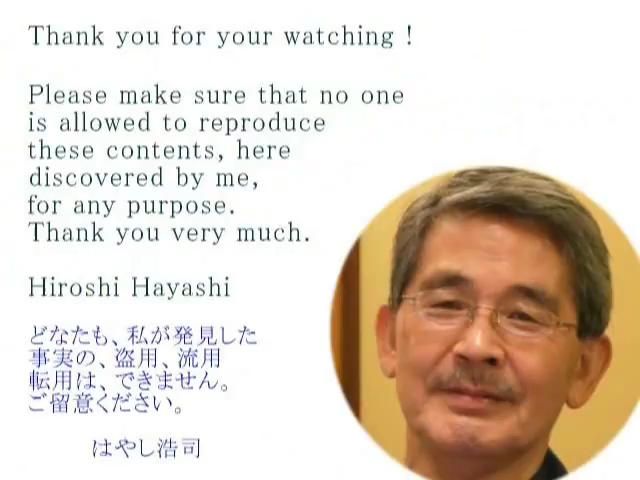 Thank you for your watching !
Please make sure that no one
is allowed to reproduce
these contents, here
discovered by me,
for any purpose.
Thank you very much.
Hiroshi Hayashi
どなたも、私が発見した
事実の、盗用、流用
転用は、できません。
ご留意ください。
はやし浩司